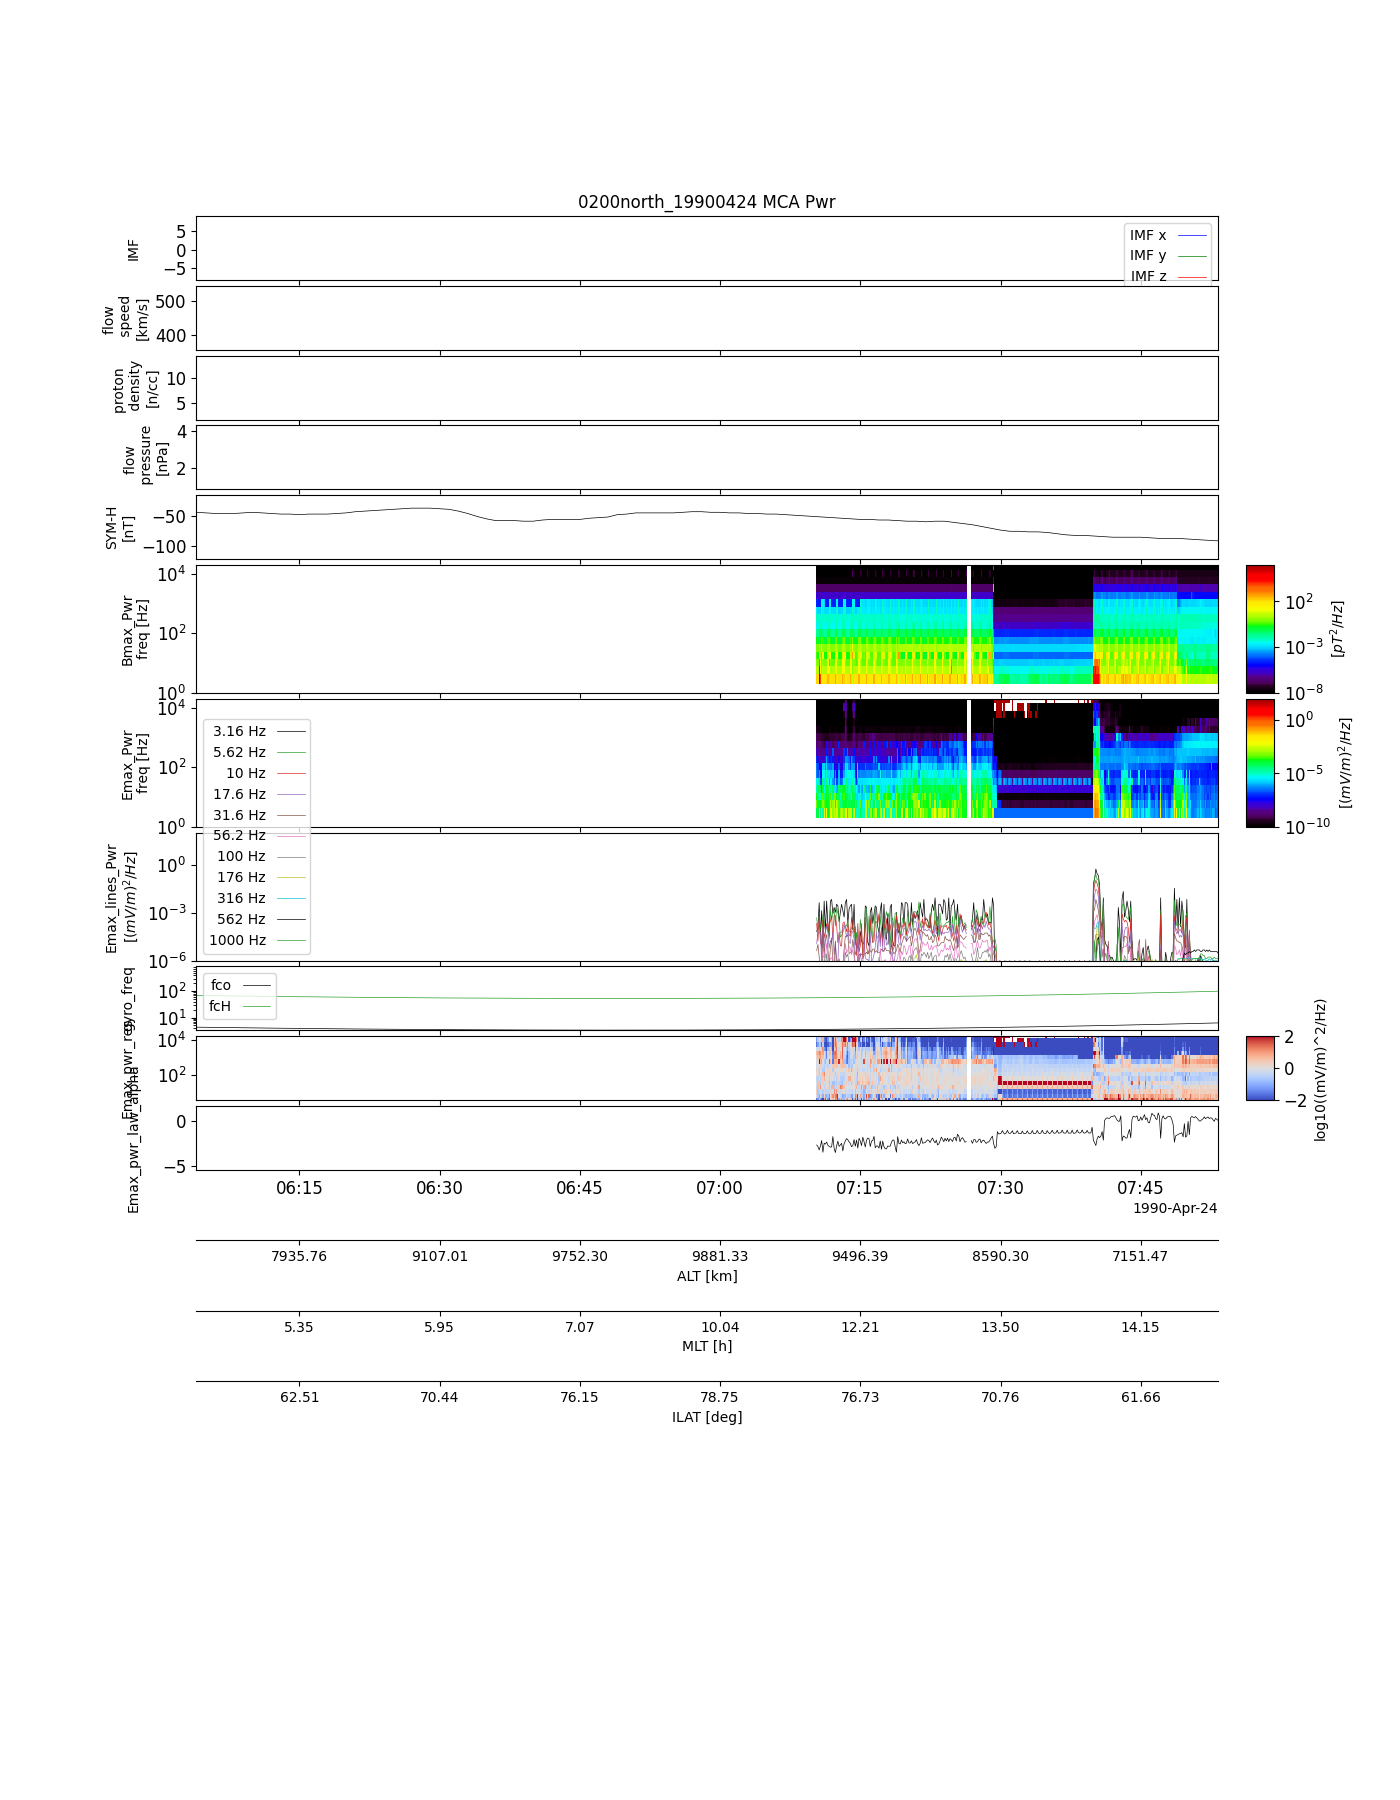 0200north_19900424 MCA Pwr
IMF
5
0
−5
IMF x
IMF y
IMF z
flow
speed
[km/s]
500
400
proton
density
[n/cc]
10
5
flow
pressure
[nPa]
4
2
SYM-H
[nT]
−50
−100
Bmax_Pwr
freq [Hz]
10^4
10^2
10^0
10^2
10^−3
10^−8
[pT^2/Hz]
Emax_Pwr
freq [Hz]
10^4
10^2
10^0
10^0
10^−5
10^−10
[(mV/m)^2/Hz]
3.16 Hz
5.62 Hz
10 Hz
17.6 Hz
31.6 Hz
56.2 Hz
100 Hz
176 Hz
316 Hz
562 Hz
1000 Hz
Emax_lines_Pwr
[(mV/m)^2/Hz]
10^0
10^−3
10^−6
gyro_freq
10^2
10^1
fco
fcH
Emax_pwr_reg
10^4
10^2
2
0
−2
log10((mV/m)^2/Hz)
Emax_pwr_law_alpha
0
−5
06:15 06:30 06:45 07:00 07:15 07:30 07:45
1990-Apr-24
7935.76 9107.01 9752.30 9881.33 9496.39 8590.30 7151.47
ALT [km]
5.35 5.95 7.07 10.04 12.21 13.50 14.15
MLT [h]
62.51 70.44 76.15 78.75 76.73 70.76 61.66
ILAT [deg]